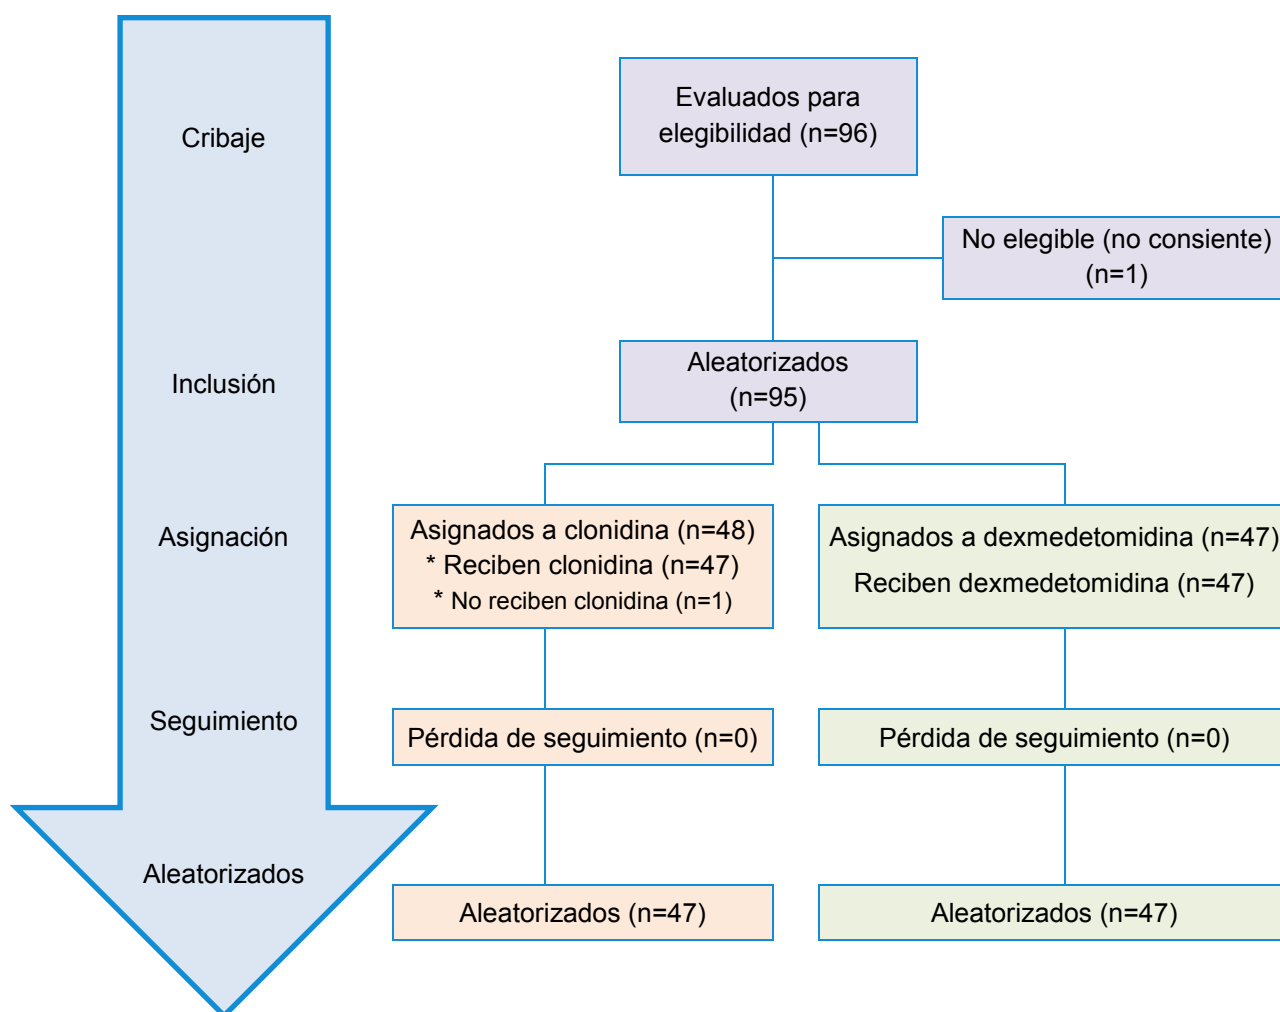 Cribaje
Evaluados para
elegibilidad (n=96)
No elegible (no consiente)
(n=1)
Inclusión
Aleatorizados
(n=95)
Asignación
Asignados a clonidina (n=48)
* Reciben clonidina (n=47)
* No reciben clonidina (n=1)
Asignados a dexmedetomidina (n=47)
Reciben dexmedetomidina (n=47)
Seguimiento
Pérdida de seguimiento (n=0)
Pérdida de seguimiento (n=0)
Aleatorizados
Aleatorizados (n=47)
Aleatorizados (n=47)